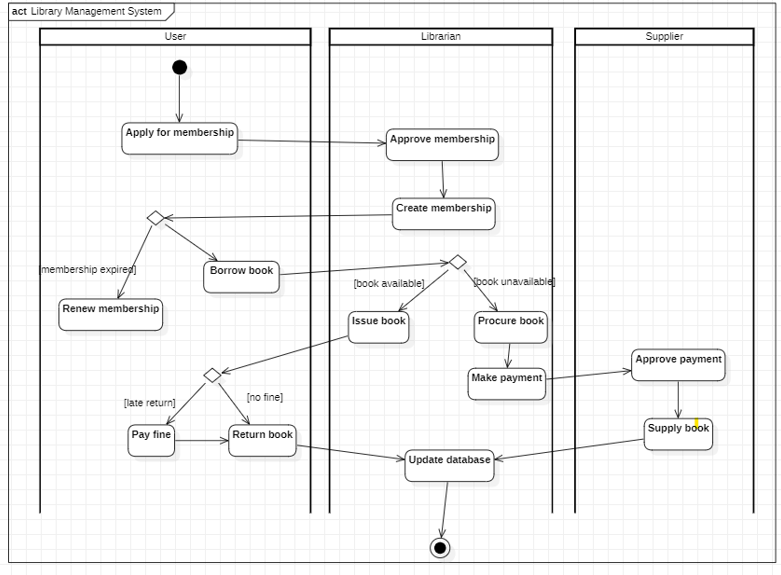 act Library Management System
User
Librarian
Supplier
Apply for membership
Approve membership
Create membership
[membership expired]
Borrow book
Renew membership
[book available]
[book unavailable]
Issue book
Procure book
Make payment
Approve payment
[late return]
[no fine]
Pay fine
Return book
Supply book
Update database